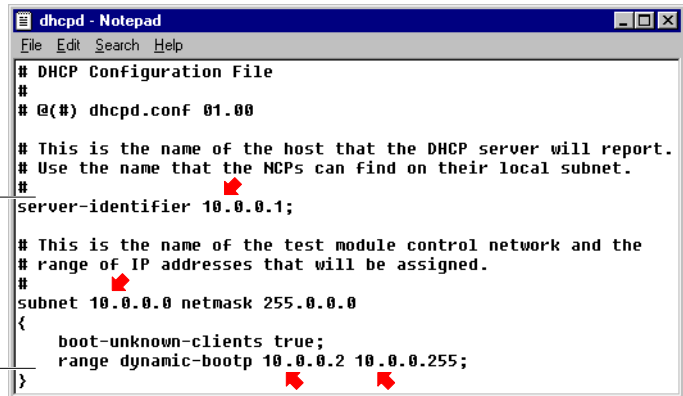 dhcpd - Notepad
File Edit Search Help
# DHCP Configuration File
#
# @(#) dhcpd.conf 01.00
# This is the name of the host that the DHCP server will report.
# Use the name that the NCPs can find on their local subnet.
#
server-identifier 10.0.0.1;
# This is the name of the test module control network and the
# range of IP addresses that will be assigned.
#
subnet 10.0.0.0 netmask 255.0.0.0
{
boot-unknown-clients true;
range dynamic-bootp 10.0.0.2 10.0.0.255;
}